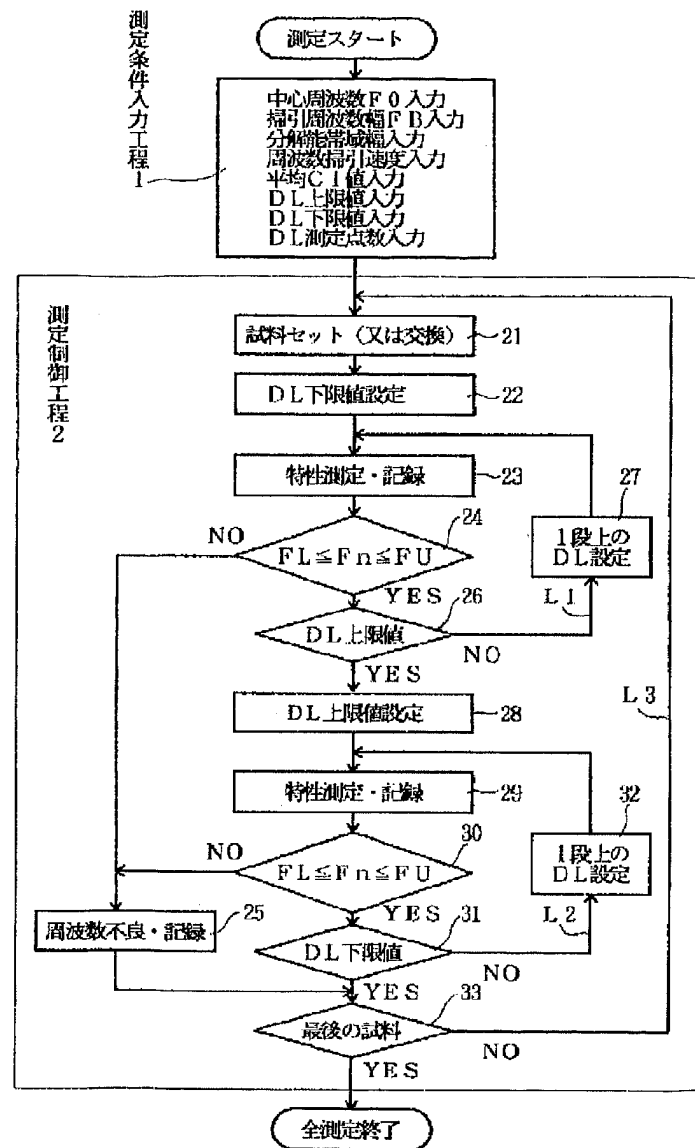 測定条件入力工程1
測定スタート
中心周波数F0入力
掃引周波数幅FB入力
分解能帯域幅入力
周波数掃引速度入力
平均CI値入力
DL上限値入力
DL下限値入力
DL測定点数入力
測定制御工程2
試料セット（又は交換）
21
DL下限値設定
22
特性測定・記録
23
27
1段上の
DL設定
24
NO
FL≦Fn≦FU
YES
26
L1
DL上限値
NO
YES
DL上限値設定
28
L3
特性測定・記録
29
32
1段上の
DL設定
30
NO
FL≦Fn≦FU
YES
31
L2
周波数不良・記録
25
DL下限値
NO
YES
33
最後の試料
NO
YES
全測定終了